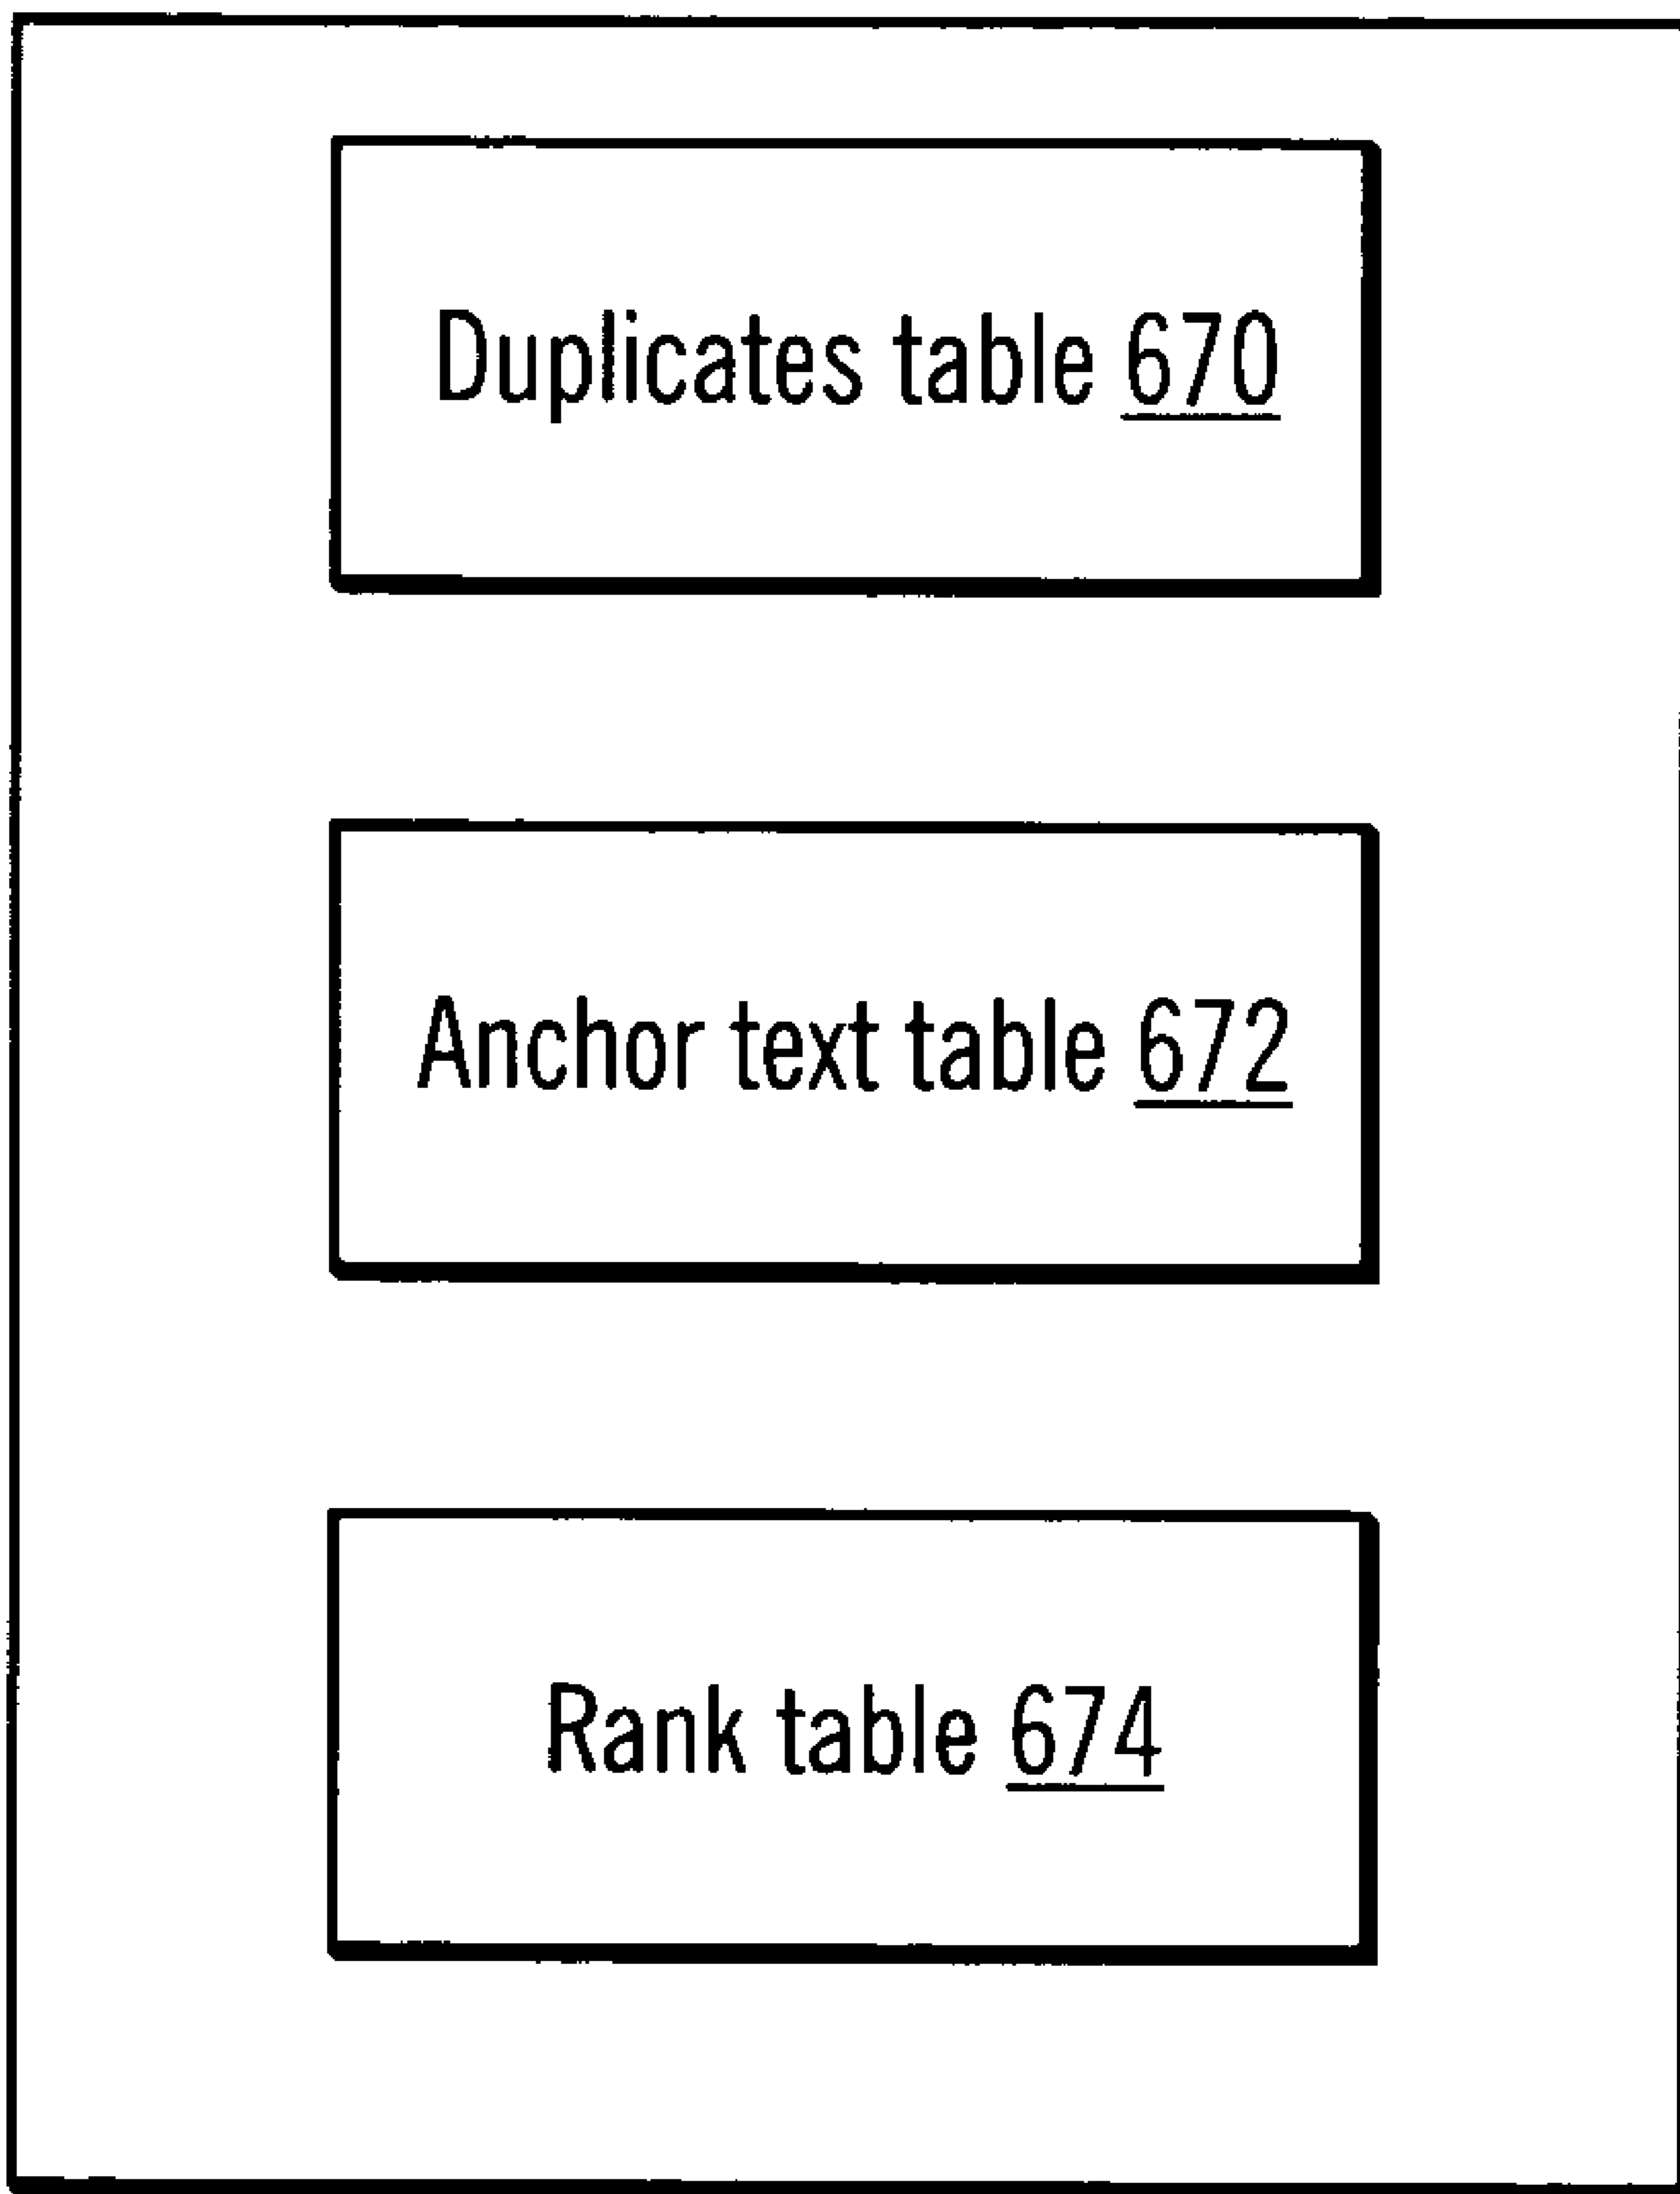 Duplicates table 670
Anchor text table 672
Rank table 674